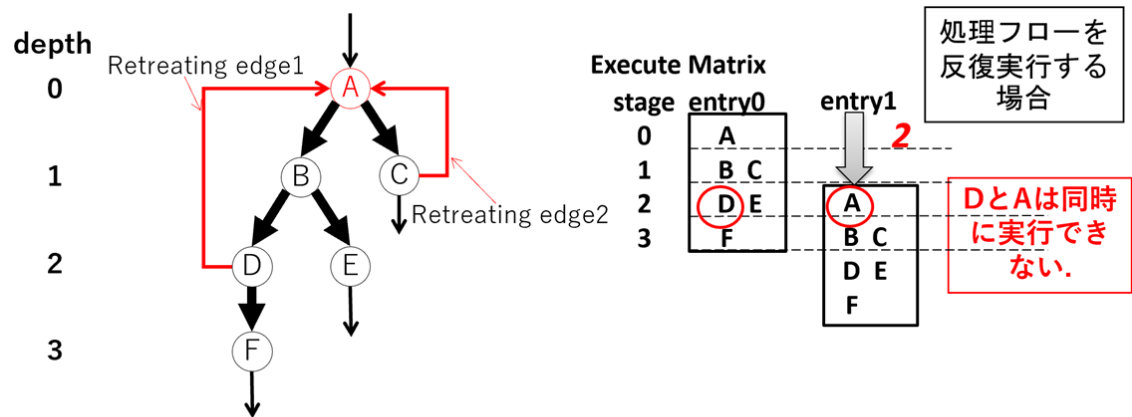 depth
0
1
2
3
Retreating edge1
A
B
C
Retreating edge2
D
E
F
処理フローを
反復実行する
場合
Execute Matrix
stage entry0 entry1
0 A 2
1 B C
2 D E A
3 F B C
D E
F
DとAは同時
に実行でき
ない.